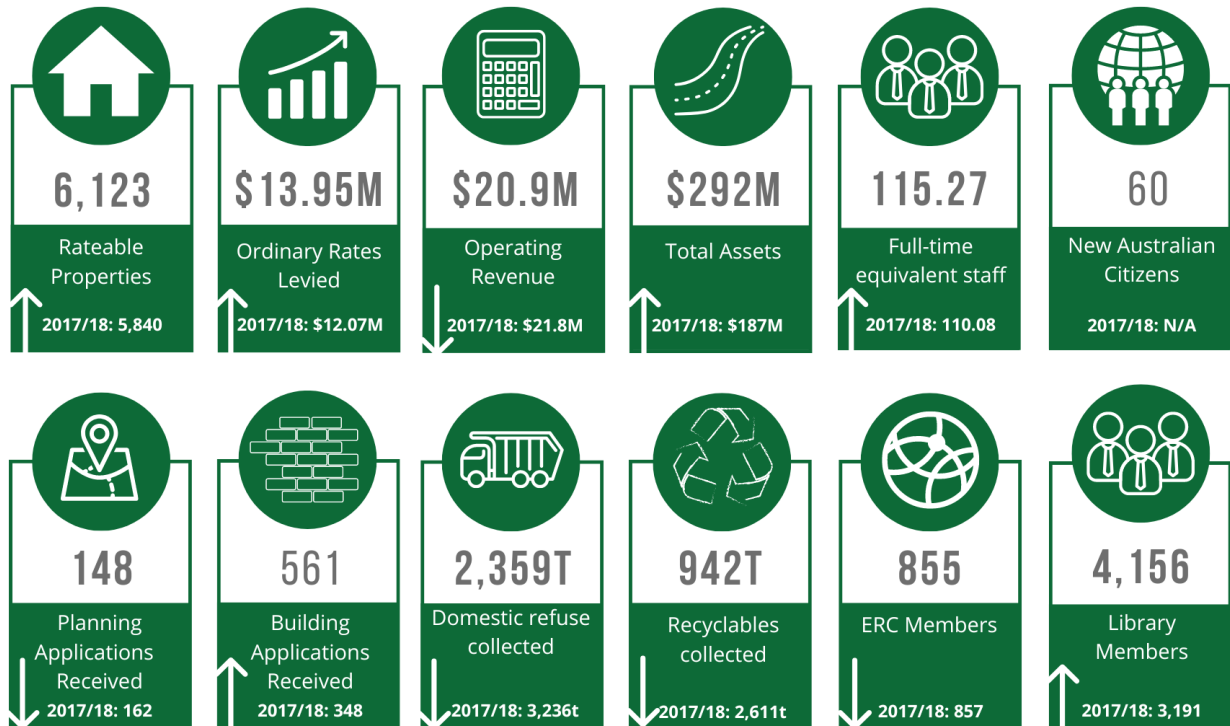 6,123
Rateable
Properties
2017/18: 5,840
$13.95M
Ordinary Rates
Levied
2017/18: $12.07M
$20.9M
Operating
Revenue
2017/18: $21.8M
$292M
Total Assets
2017/18: $187M
115.27
Full-time
equivalent staff
2017/18: 110.08
60
New Australian
Citizens
2017/18: N/A
148
Planning
Applications
Received
2017/18: 162
561
Building
Applications
Received
2017/18: 348
2,359T
Domestic refuse
collected
2017/18: 3,236t
942T
Recyclables
collected
2017/18: 2,611t
855
ERC Members
2017/18: 857
4,156
Library
Members
2017/18: 3,191